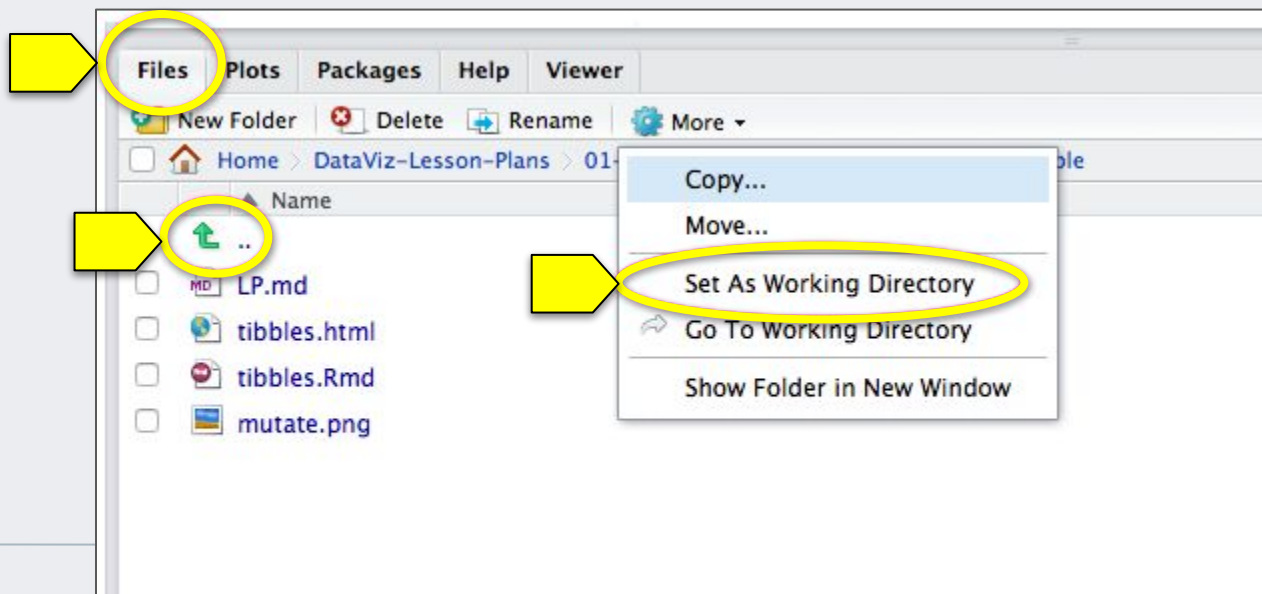 Files Plots Packages Help Viewer
New Folder Delete Rename More
Home > DataViz-Lesson-Plans > 01-
Name
..
MD LP.md
tibbles.html
tibbles.Rmd
mutate.png
Copy...
Move...
Set As Working Directory
Go To Working Directory
Show Folder in New Window